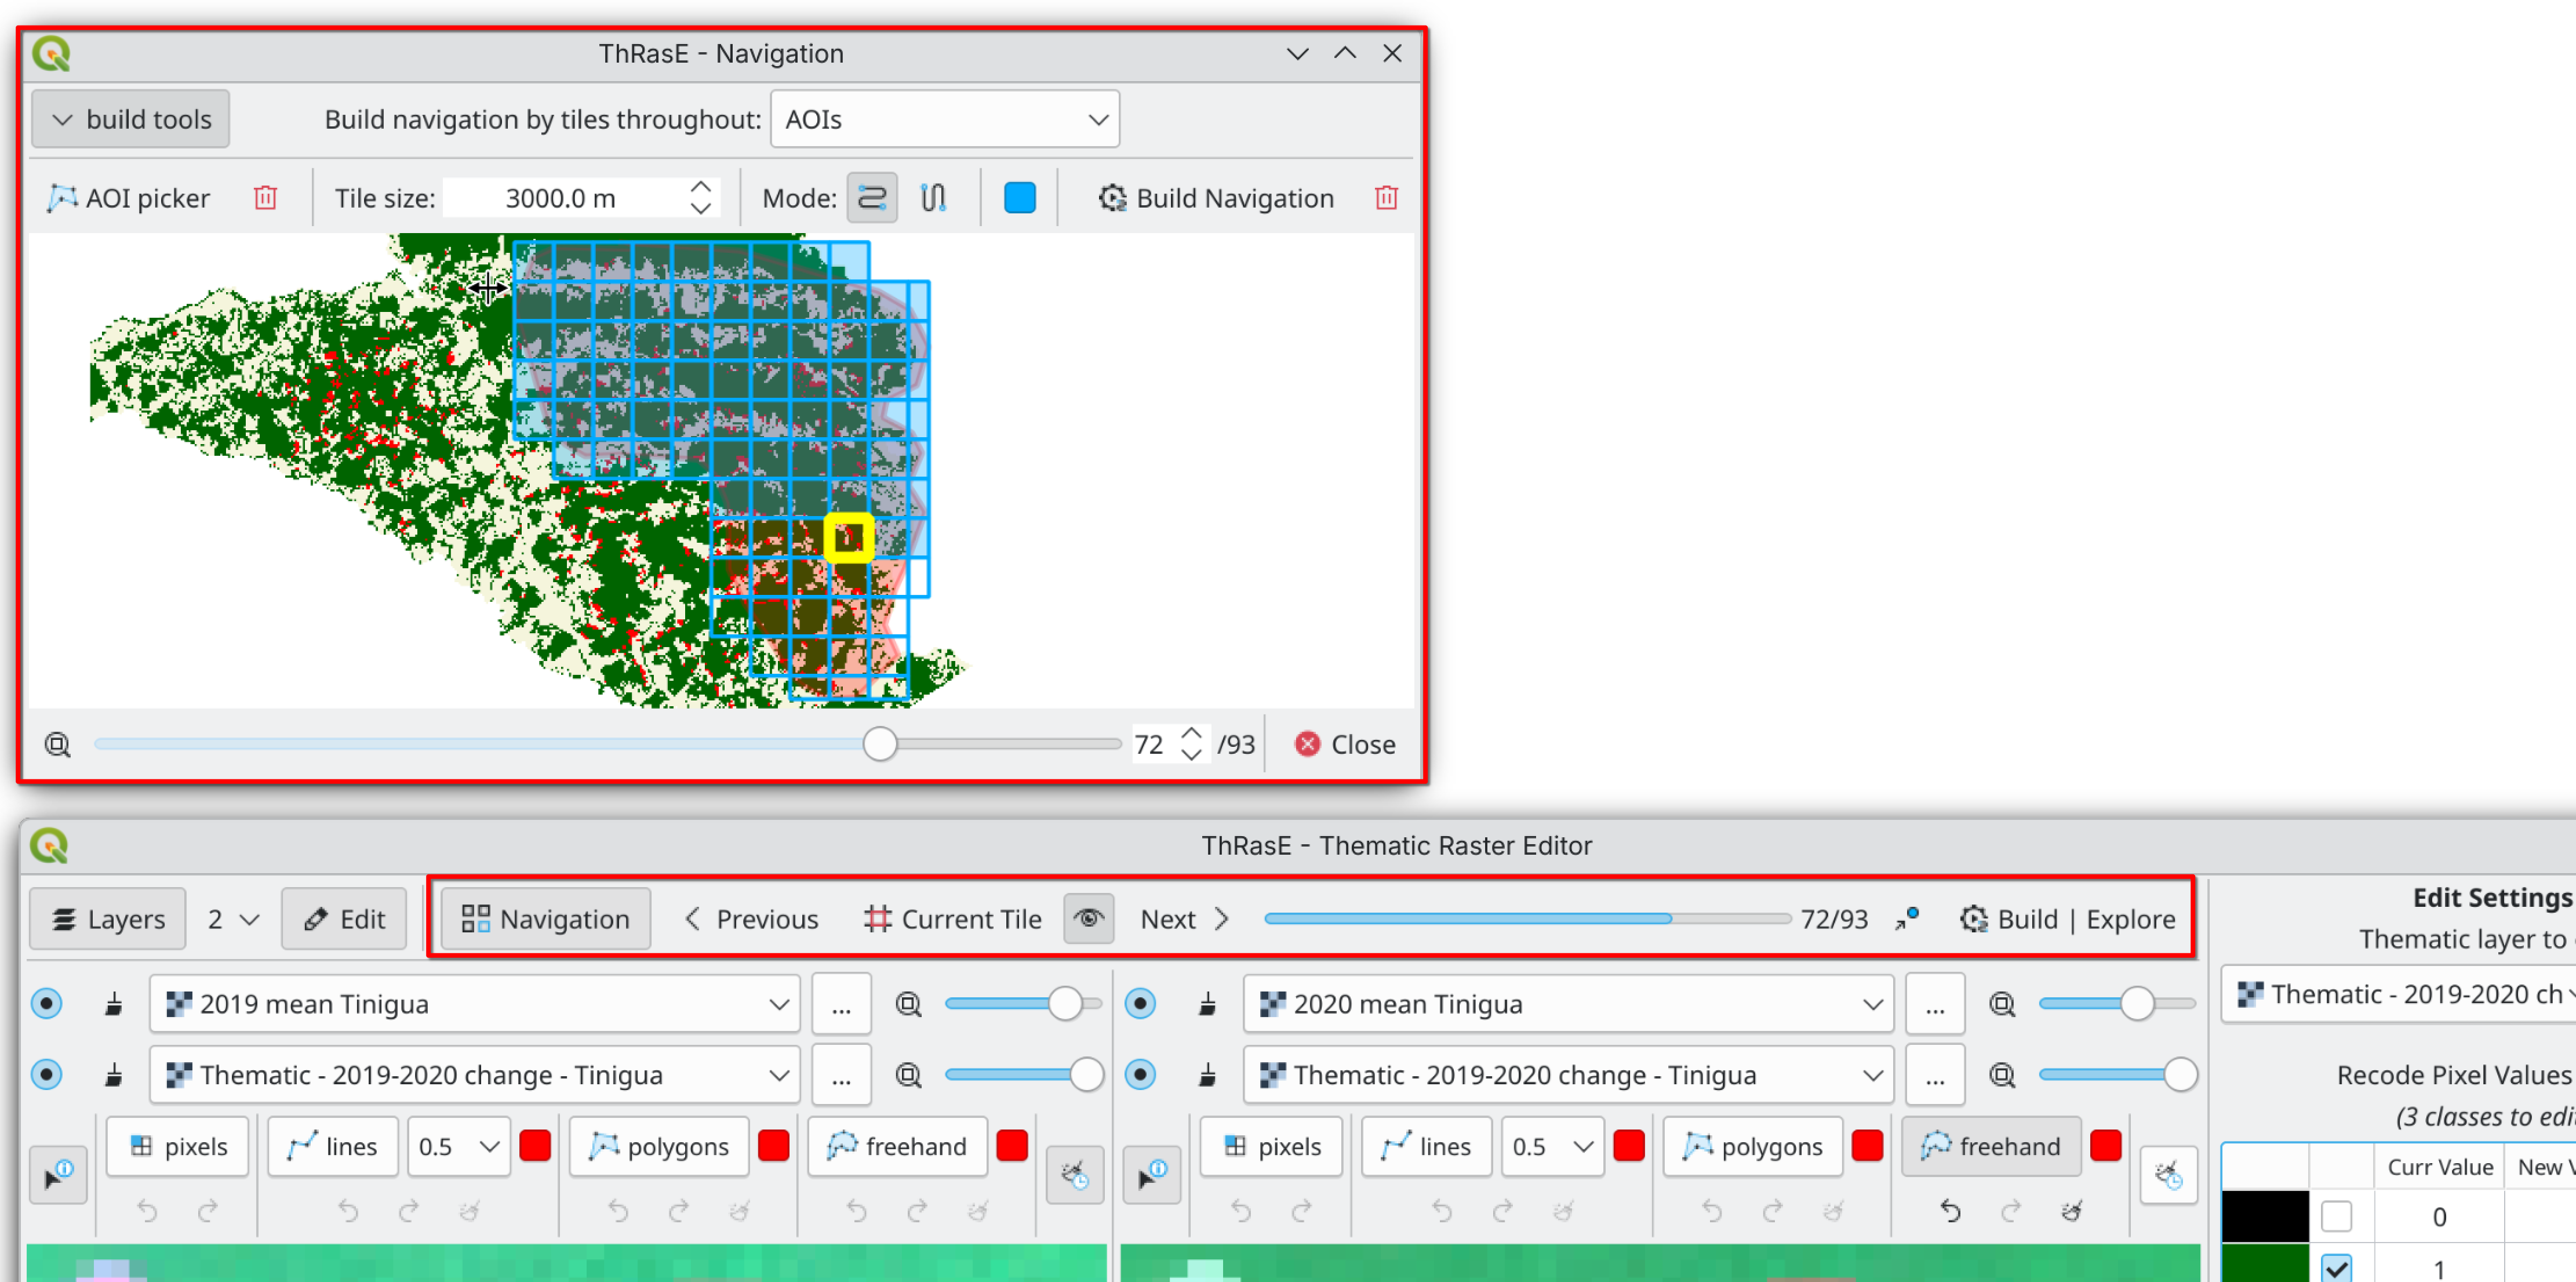 ThRasE - Navigation
build tools Build navigation by tiles throughout: AOIs
AOI picker Tile size: 3000.0 m Mode: Build Navigation
72 /93 Close
ThRasE - Thematic Raster Editor
Layers 2 Edit Navigation Previous Current Tile Next 72/93 Build | Explore
Edit Settings
Thematic layer to
2019 mean Tinigua ... 2020 mean Tinigua ...
Thematic - 2019-2020 ch
Thematic - 2019-2020 change - Tinigua ... Thematic - 2019-2020 change - Tinigua ...
Recode Pixel Values
(3 classes to edi
pixels lines 0.5 polygons freehand pixels lines 0.5 polygons freehand
Curr Value New V
0
1